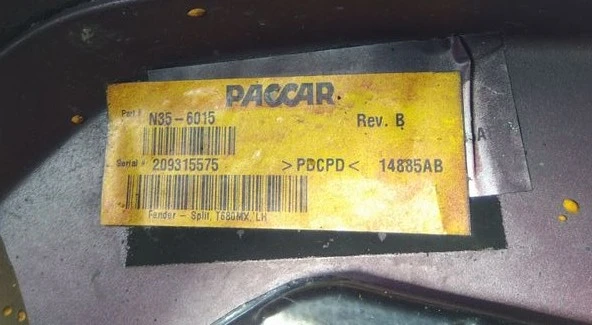 PACCAR
Part # N35-6015 Rev. B
Serial # 209315575 >PDCPD< 14885AB
Fender - Split, T680MX, LH